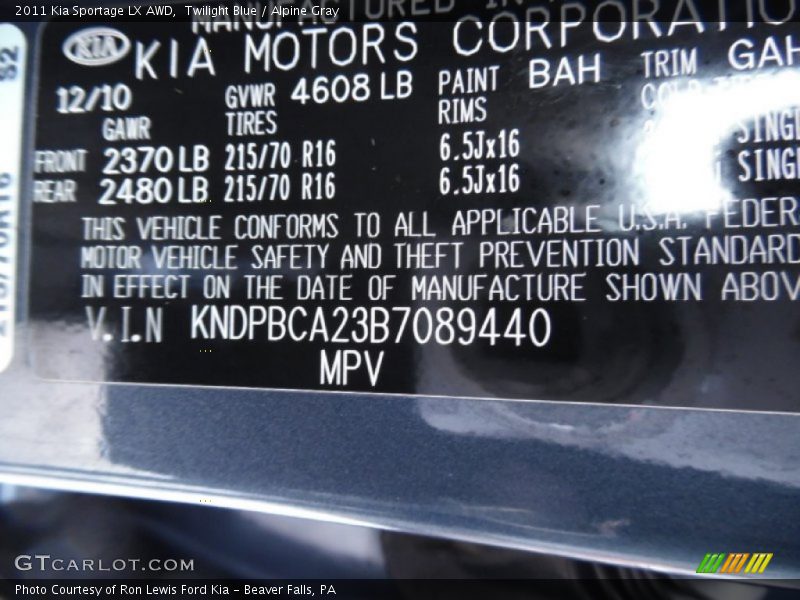 2011 Kia Sportage LX AWD, Twilight Blue / Alpine Gray
MANUFACTURED IN
KIA KIA MOTORS CORPORATIO
12/10 GVWR 4608 LB PAINT BAH TRIM GAH
GAWR TIRES RIMS
FRONT 2370 LB 215/70 R16 6.5Jx16 SINGL
REAR 2480 LB 215/70 R16 6.5Jx16 SINGL
THIS VEHICLE CONFORMS TO ALL APPLICABLE U.S.A. FEDER
MOTOR VEHICLE SAFETY AND THEFT PREVENTION STANDARD
IN EFFECT ON THE DATE OF MANUFACTURE SHOWN ABOV
V.I.N KNDPBCA23B7089440
MPV
GTCARLOT.COM
Photo Courtesy of Ron Lewis Ford Kia – Beaver Falls, PA